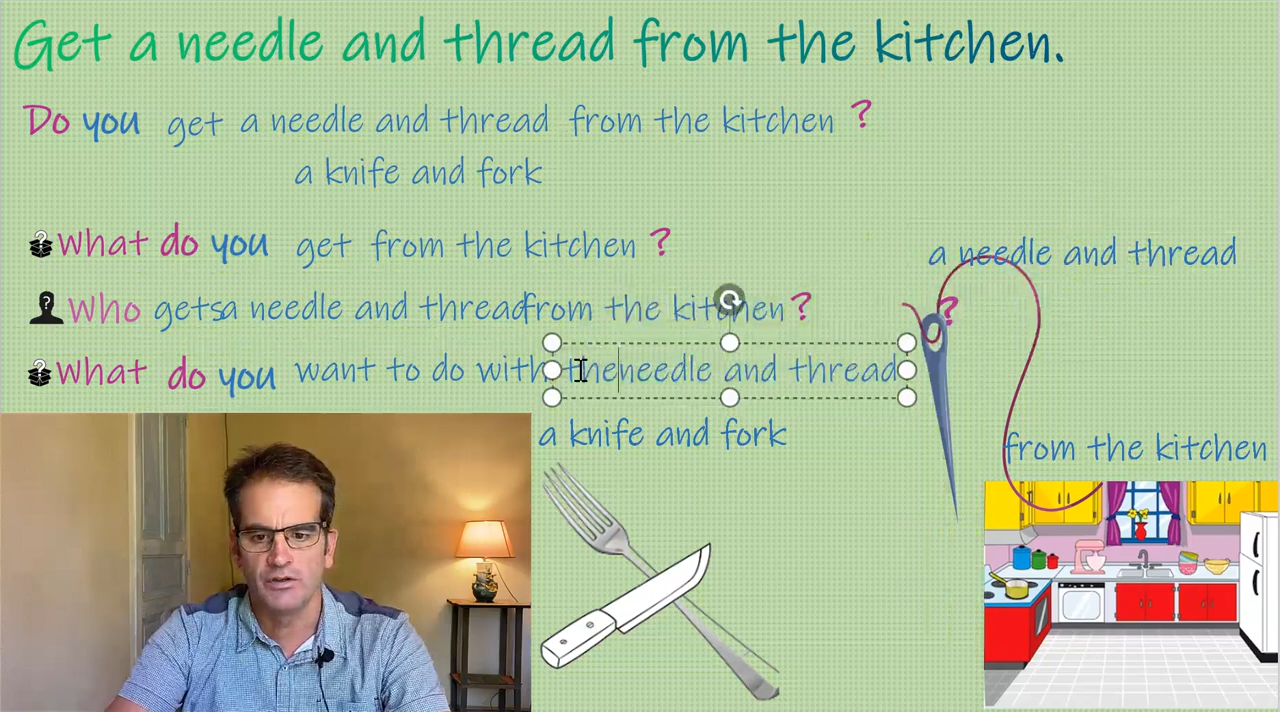 Get a needle and thread from the kitchen.
Do you get a needle and thread from the kitchen ?
a knife and fork
What do you get from the kitchen ?
a needle and thread
Who getsa needle and threadfrom the kitchen ?
?
What do you want to do with theneedle and thread
a knife and fork
from the kitchen